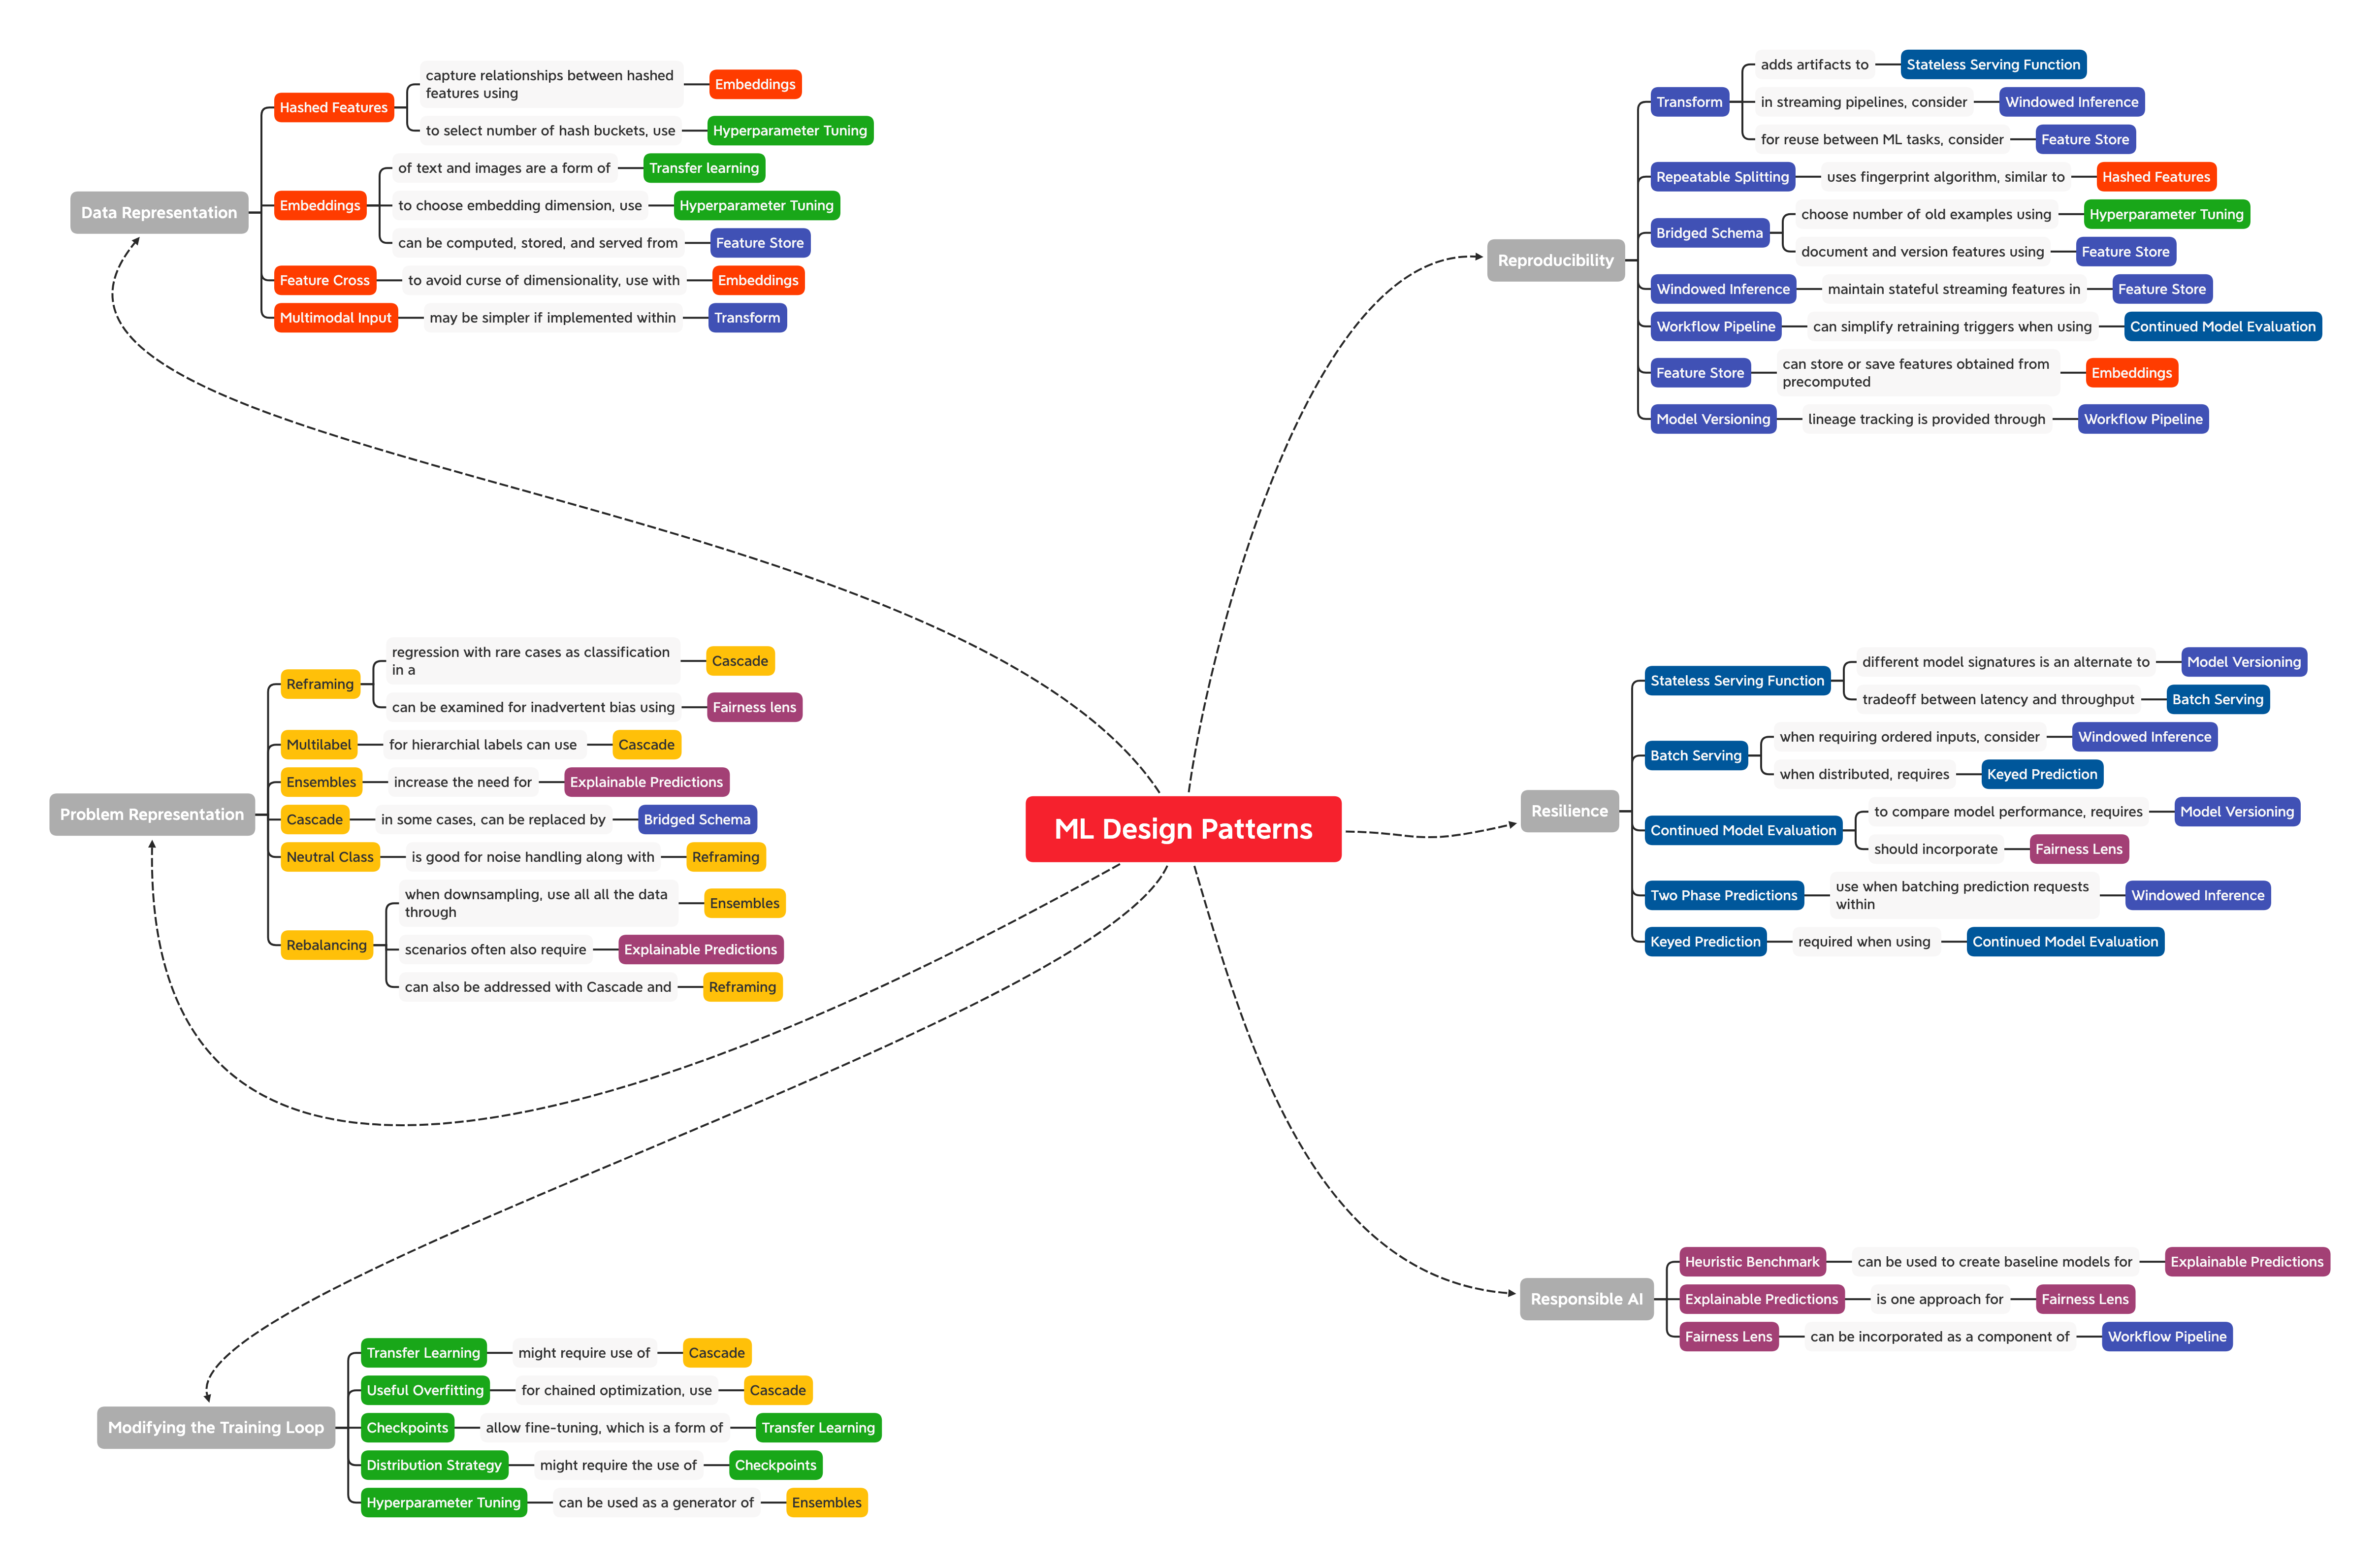 Data Representation
Hashed Features
capture relationships between hashed
features using
Embeddings
to select number of hash buckets, use
Hyperparameter Tuning
Embeddings
of text and images are a form of
Transfer learning
to choose embedding dimension, use
Hyperparameter Tuning
can be computed, stored, and served from
Feature Store
Feature Cross
to avoid curse of dimensionality, use with
Embeddings
Multimodal Input
may be simpler if implemented within
Transform
Reproducibility
Transform
adds artifacts to
Stateless Serving Function
in streaming pipelines, consider
Windowed Inference
for reuse between ML tasks, consider
Feature Store
Repeatable Splitting
uses fingerprint algorithm, similar to
Hashed Features
Bridged Schema
choose number of old examples using
Hyperparameter Tuning
document and version features using
Feature Store
Windowed Inference
maintain stateful streaming features in
Feature Store
Workflow Pipeline
can simplify retraining triggers when using
Continued Model Evaluation
Feature Store
can store or save features obtained from
precomputed
Embeddings
Model Versioning
lineage tracking is provided through
Workflow Pipeline
Problem Representation
Reframing
regression with rare cases as classification
in a
Cascade
can be examined for inadvertent bias using
Fairness lens
Multilabel
for hierarchial labels can use
Cascade
Ensembles
increase the need for
Explainable Predictions
Cascade
in some cases, can be replaced by
Bridged Schema
Neutral Class
is good for noise handling along with
Reframing
Rebalancing
when downsampling, use all all the data
through
Ensembles
scenarios often also require
Explainable Predictions
can also be addressed with Cascade and
Reframing
ML Design Patterns
Resilience
Stateless Serving Function
different model signatures is an alternate to
Model Versioning
tradeoff between latency and throughput
Batch Serving
Batch Serving
when requiring ordered inputs, consider
Windowed Inference
when distributed, requires
Keyed Prediction
Continued Model Evaluation
to compare model performance, requires
Model Versioning
should incorporate
Fairness Lens
Two Phase Predictions
use when batching prediction requests
within
Windowed Inference
Keyed Prediction
required when using
Continued Model Evaluation
Modifying the Training Loop
Transfer Learning
might require use of
Cascade
Useful Overfitting
for chained optimization, use
Cascade
Checkpoints
allow fine-tuning, which is a form of
Transfer Learning
Distribution Strategy
might require the use of
Checkpoints
Hyperparameter Tuning
can be used as a generator of
Ensembles
Responsible AI
Heuristic Benchmark
can be used to create baseline models for
Explainable Predictions
Explainable Predictions
is one approach for
Fairness Lens
Fairness Lens
can be incorporated as a component of
Workflow Pipeline